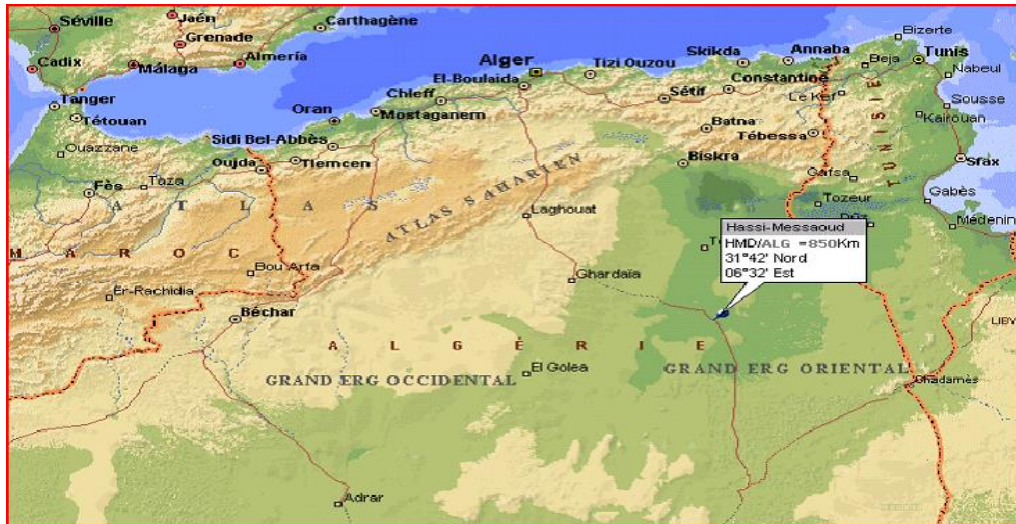 Séville
Jaén
Grenade
Carthagène
Cadix
Málaga
Almería
Bizerte
Alger
Tizi Ouzou
Skikda
Annaba
Beja
Tunis
Nabeul
El-Boulaida
Constantine
Tanger
Chleff
Sétif
Le Kef
Sousse
Tétouan
Oran
Mostaganem
Kairouan
Batna
Tébessa
TUNISIE
Sidi Bel-Abbès
Ouazzane
Oujda
Tlemcen
Biskra
Sfax
Fès
Taza
Gafsa
Gabès
ATLAS
ATLAS SAHARIEN
Tozeur
Laghouat
Médenin
MAROC
Hassi-Messaoud
HMD/ALG =850Km
31°42' Nord
06°32' Est
Bou Arfa
Ghardaïa
Er-Rachidia
Béchar
LIBY
ALGÈRIE
GRAND ERG OCCIDENTAL
El Goléa
GRAND ERG ORIENTAL
Ghadamès
Adrar